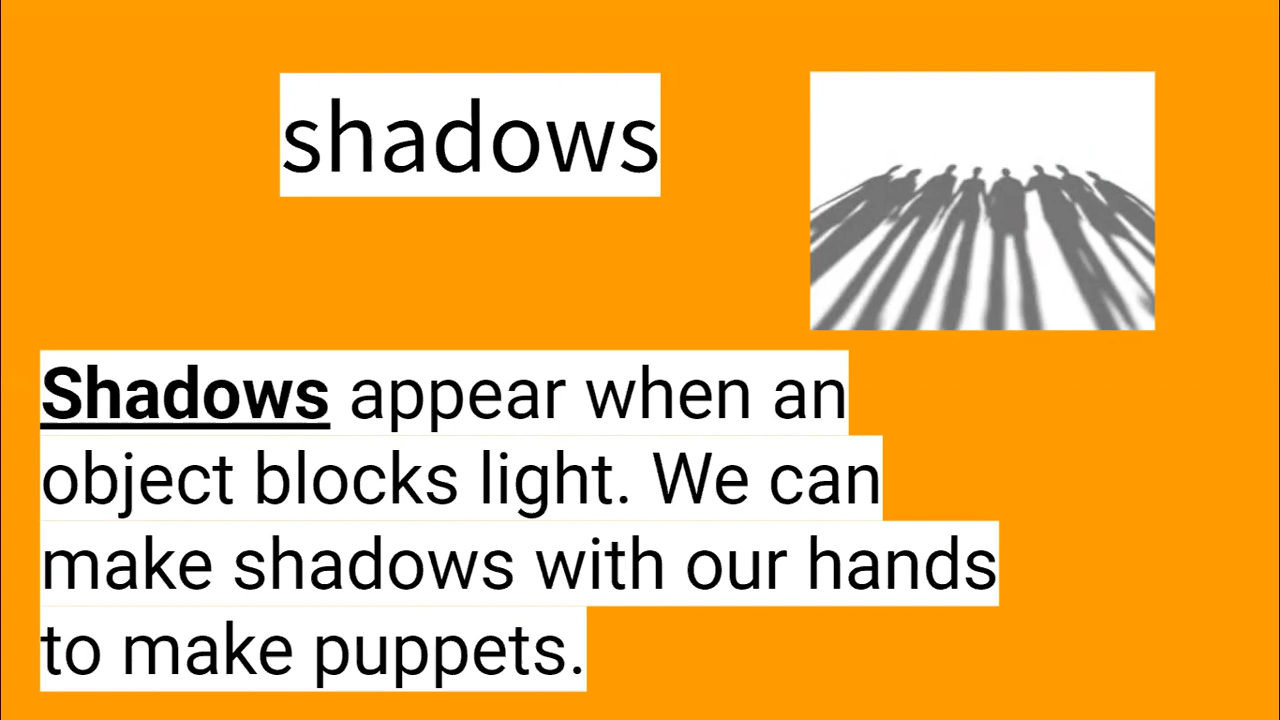 shadows
Shadows appear when an
object blocks light. We can
make shadows with our hands
to make puppets.